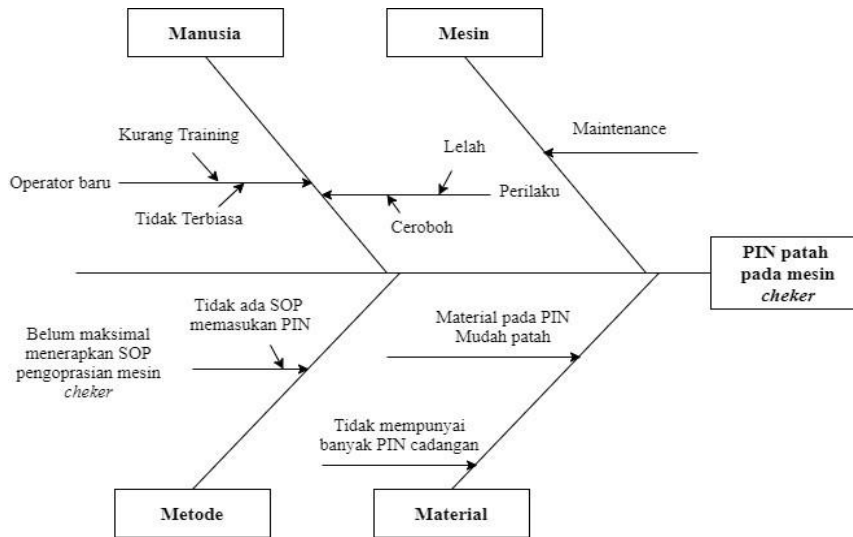 Manusia
Mesin
Kurang Training
Maintenance
Lelah
Operator baru
Perilaku
Tidak Terbiasa
Ceroboh
PIN patah
pada mesin
cheker
Tidak ada SOP
memasukan PIN
Belum maksimal
menerapkan SOP
pengoprasian mesin
cheker
Material pada PIN
Mudah patah
Tidak mempunyai
banyak PIN cadangan
Metode
Material